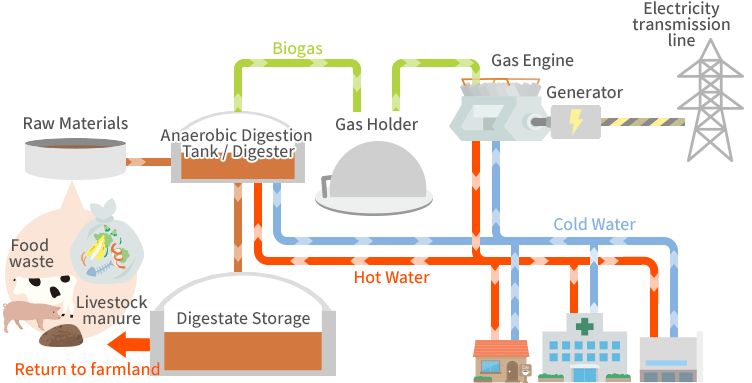 Electricity
transmission
line
Biogas
Gas Engine
Generator
Raw Materials
Anaerobic Digestion
Tank / Digester
Gas Holder
Cold Water
Food
waste
Hot Water
Livestock
manure
Digestate Storage
Return to farmland